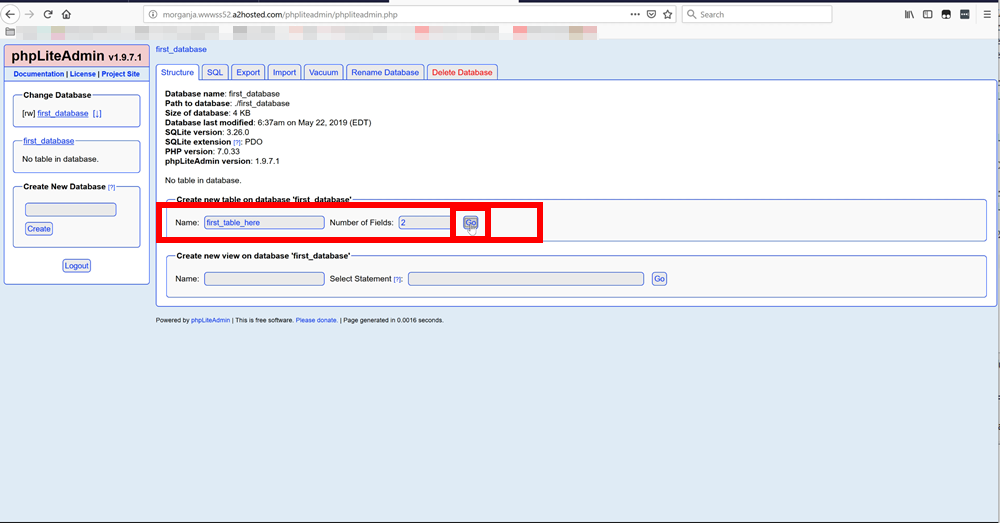 morganja.wwwss52.a2hosted.com/phpliteadmin/phpliteadmin.php
Search
phpLiteAdmin v1.9.7.1
Documentation | License | Project Site
Change Database
[rw] first_database [↓]
first_database
No table in database.
Create New Database [?]
Create
Logout
first_database
Structure
SQL
Export
Import
Vacuum
Rename Database
Delete Database
Database name: first_database
Path to database: ./first_database
Size of database: 4 KB
Database last modified: 6:37am on May 22, 2019 (EDT)
SQLite version: 3.26.0
SQLite extension [?]: PDO
PHP version: 7.0.33
phpLiteAdmin version: 1.9.7.1
No table in database.
Create new table on database 'first_database'
Name: first_table_here Number of Fields: 2 Go
Create new view on database 'first_database'
Name: Select Statement [?]: Go
Powered by phpLiteAdmin | This is free software. Please donate. | Page generated in 0.0016 seconds.